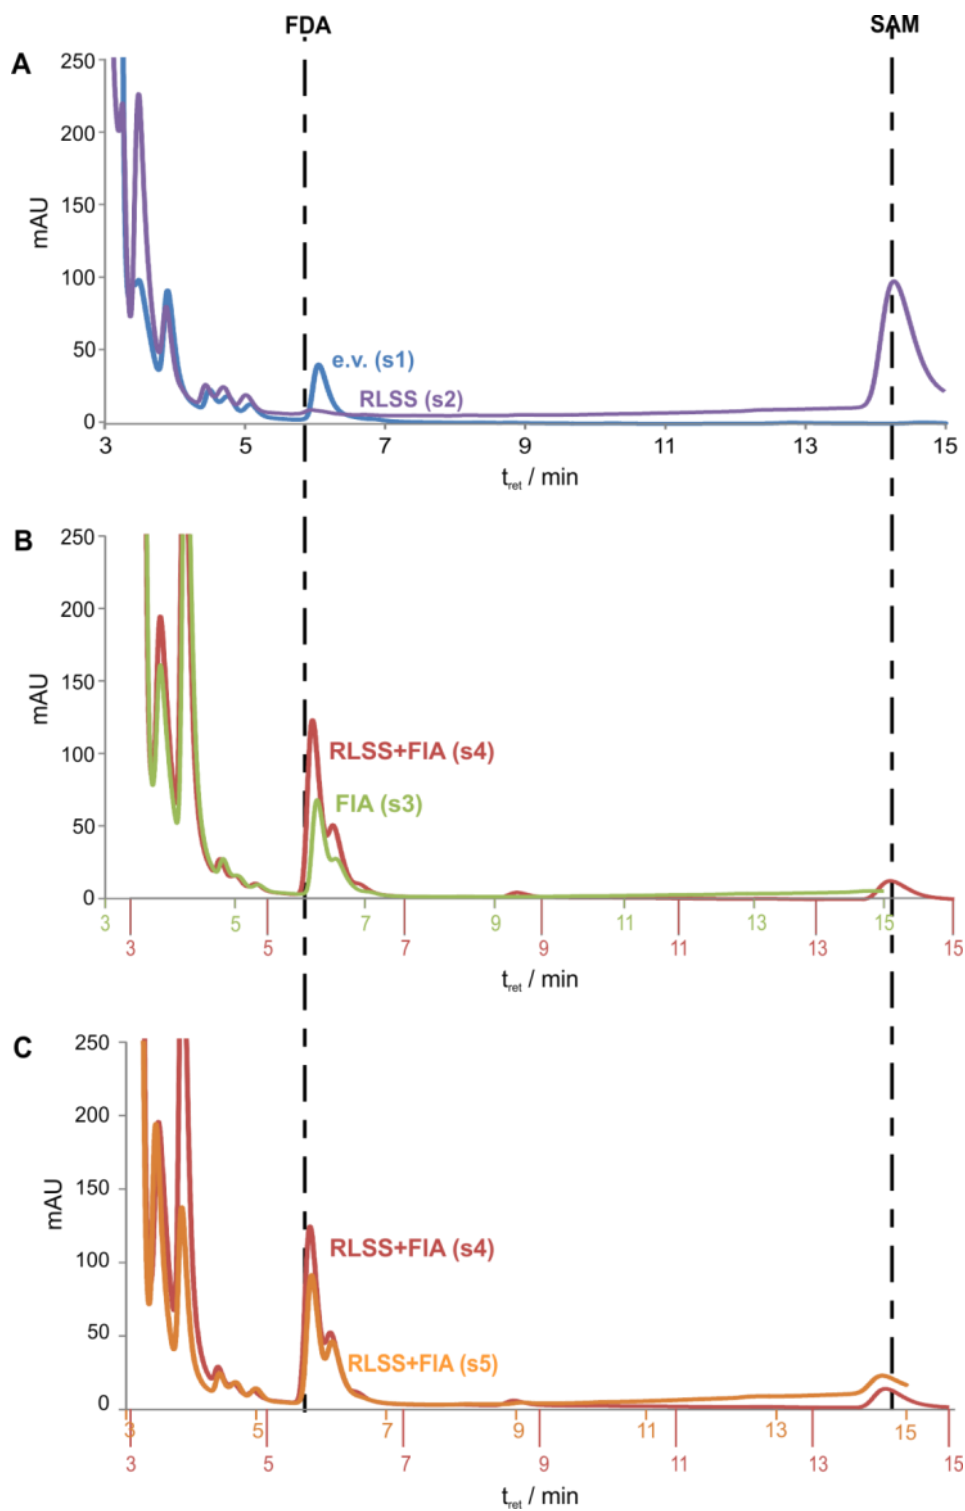 FDA SAM
A
250
200
150
100
50
0
mAU
e.v. (s1)
RLSS (s2)
3 5 7 9 11 13 15
tret / min
B
250
200
150
100
50
0
mAU
RLSS+FIA (s4)
FIA (s3)
3 5 7 9 11 13 15
3 5 7 9 11 13 15
tret / min
C
250
200
150
100
50
0
mAU
RLSS+FIA (s4)
RLSS+FIA (s5)
3 5 7 9 11 13 15
3 5 7 9 11 13 15
tret / min